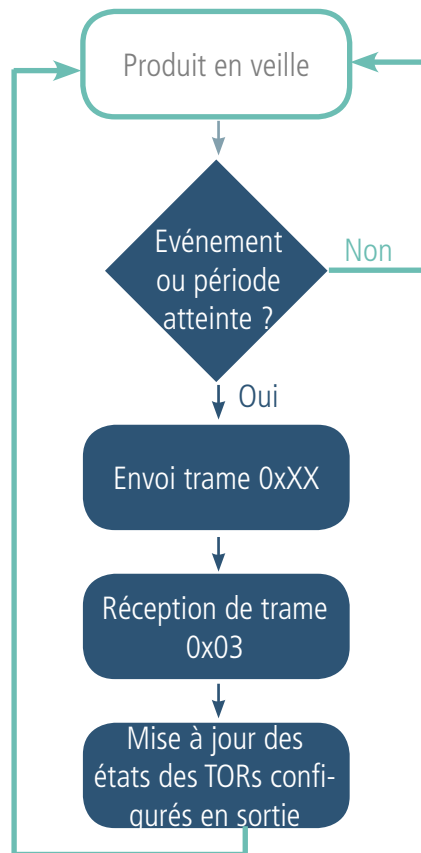 Produit en veille
Evénement
ou période
atteinte ?
Non
Oui
Envoi trame 0xXX
Réception de trame
0x03
Mise à jour des
états des TORs confi-
gurés en sortie